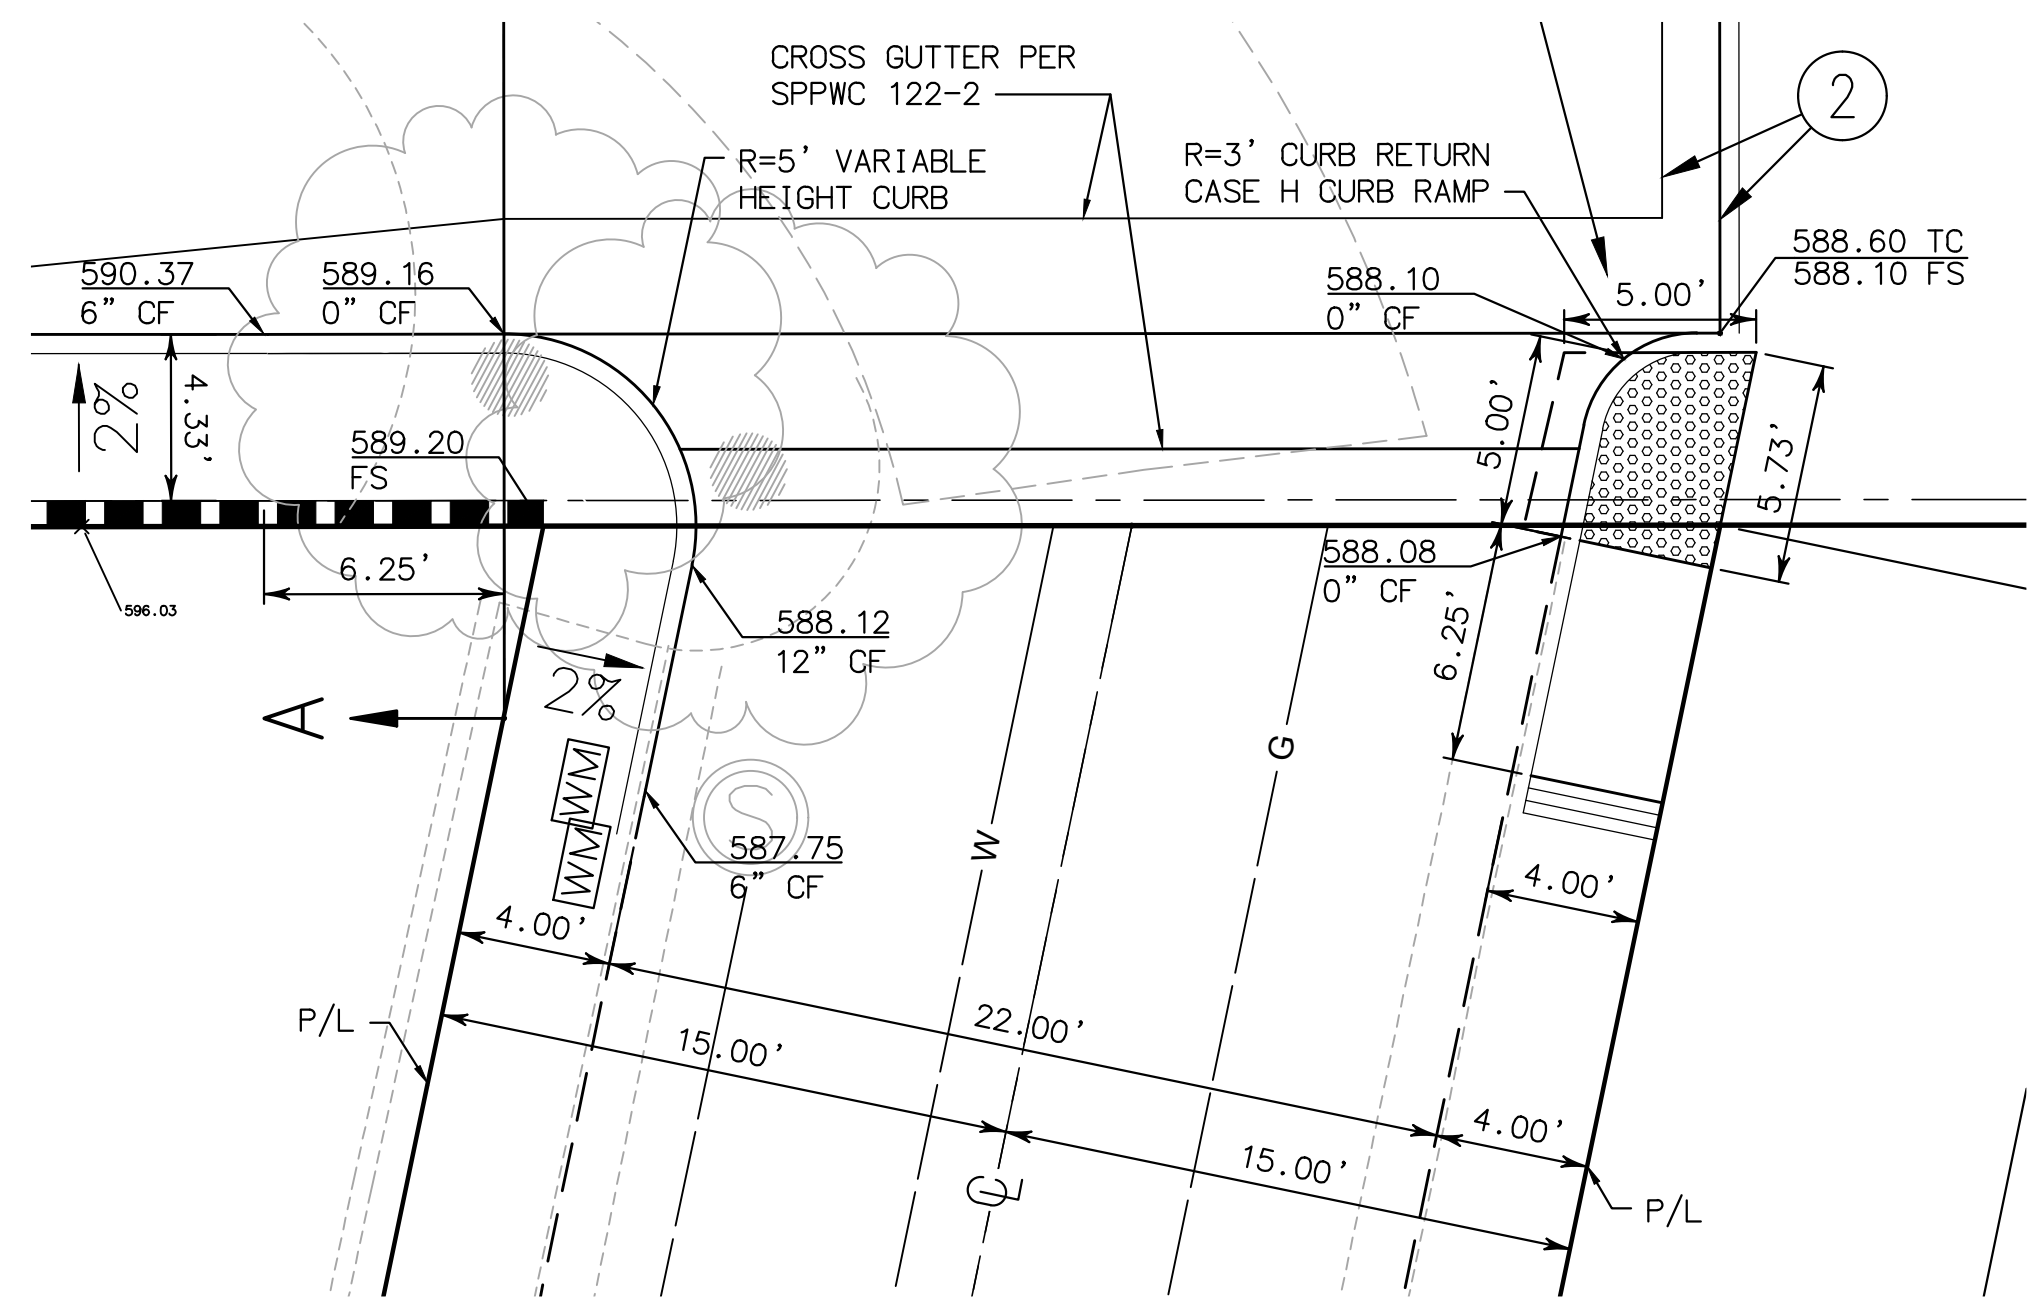 CROSS GUTTER PER
SPPWC 122-2
2
R=5' VARIABLE
HEIGHT CURB
R=3' CURB RETURN
CASE H CURB RAMP
588.60 TC
588.10 FS
590.37
6" CF
589.16
0" CF
588.10
0" CF
5.00'
2%
4.33'
5.00'
5.73'
589.20
FS
6.25'
596.03
588.08
0" CF
588.12
12" CF
6.25'
2%
A
WM
WM
S
G
W
587.75
6" CF
4.00'
4.00'
P/L
22.00'
15.00'
4.00'
15.00'
CL
P/L